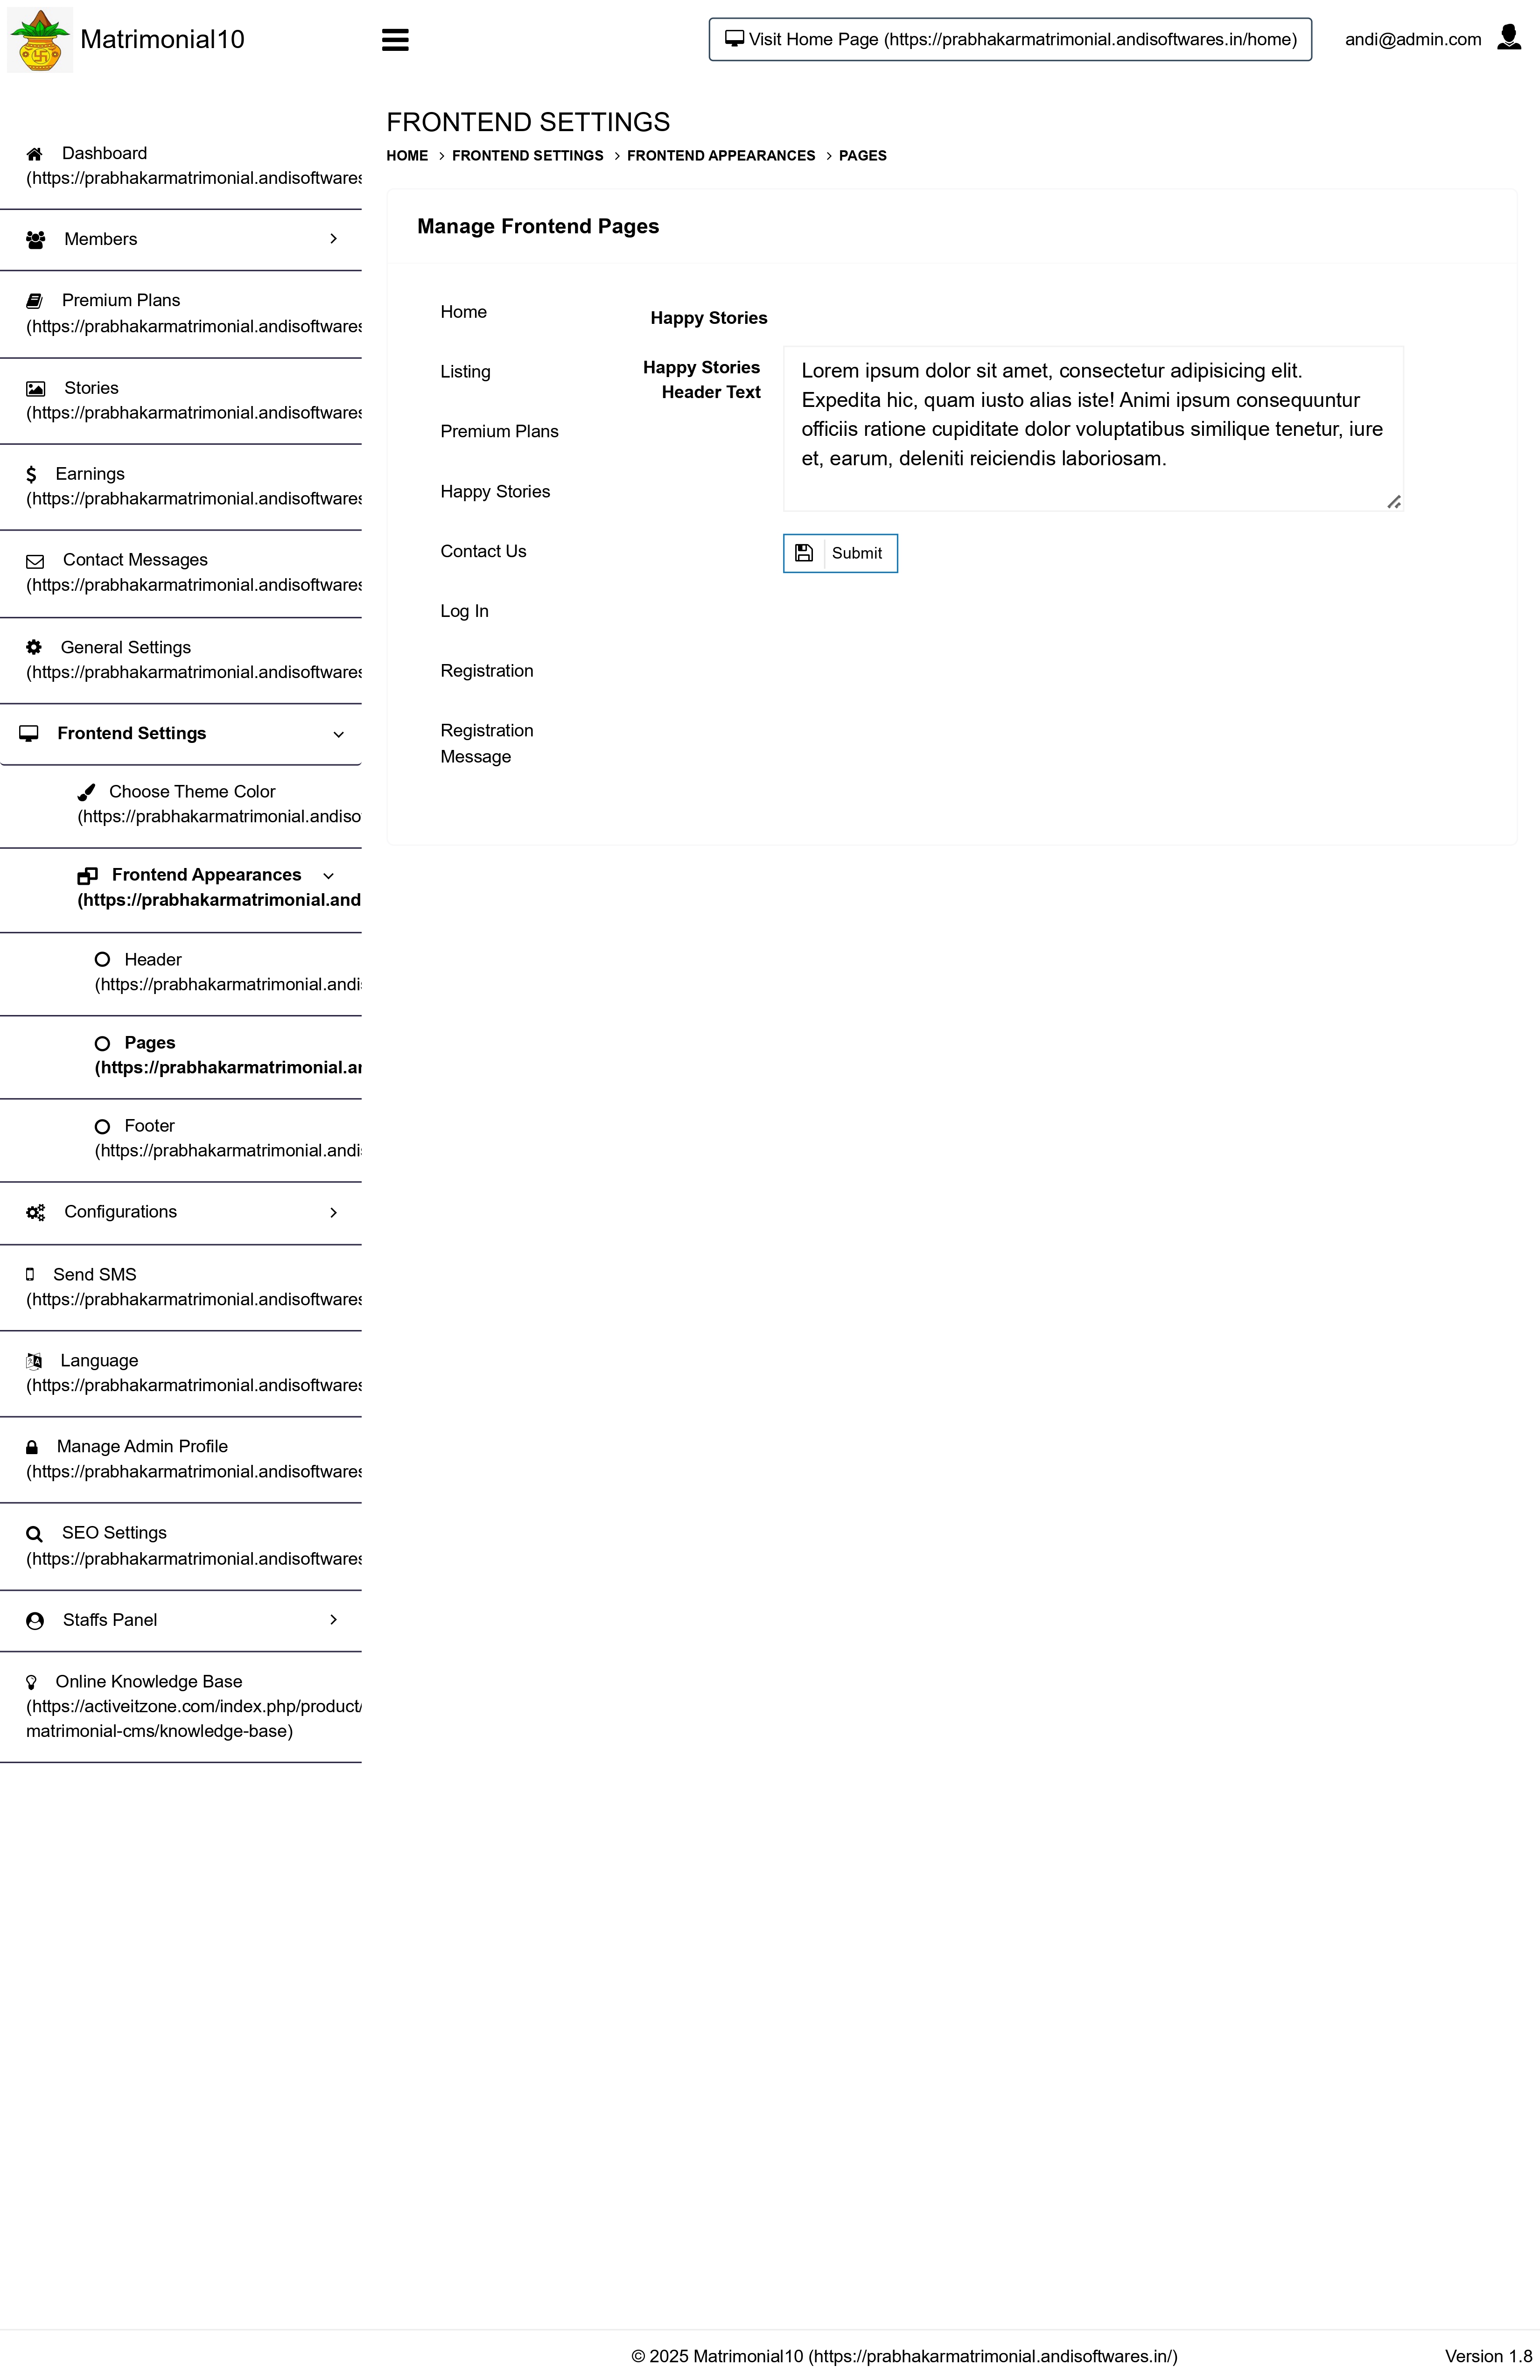 Matrimonial10
Visit Home Page (https://prabhakarmatrimonial.andisoftwares.in/home)
andi@admin.com
Dashboard
(https://prabhakarmatrimonial.andisoftwares
Members
Premium Plans
(https://prabhakarmatrimonial.andisoftwares
Stories
(https://prabhakarmatrimonial.andisoftwares
Earnings
(https://prabhakarmatrimonial.andisoftwares
Contact Messages
(https://prabhakarmatrimonial.andisoftwares
General Settings
(https://prabhakarmatrimonial.andisoftwares
Frontend Settings
Choose Theme Color
(https://prabhakarmatrimonial.andiso
Frontend Appearances
(https://prabhakarmatrimonial.and
Header
(https://prabhakarmatrimonial.andis
Pages
(https://prabhakarmatrimonial.an
Footer
(https://prabhakarmatrimonial.andis
Configurations
Send SMS
(https://prabhakarmatrimonial.andisoftwares
Language
(https://prabhakarmatrimonial.andisoftwares
Manage Admin Profile
(https://prabhakarmatrimonial.andisoftwares
SEO Settings
(https://prabhakarmatrimonial.andisoftwares
Staffs Panel
Online Knowledge Base
(https://activeitzone.com/index.php/product/
matrimonial-cms/knowledge-base)
FRONTEND SETTINGS
HOME > FRONTEND SETTINGS > FRONTEND APPEARANCES > PAGES
Manage Frontend Pages
Home
Listing
Premium Plans
Happy Stories
Contact Us
Log In
Registration
Registration
Message
Happy Stories
Happy Stories
Header Text
Lorem ipsum dolor sit amet, consectetur adipisicing elit.
Expedita hic, quam iusto alias iste! Animi ipsum consequuntur
officiis ratione cupiditate dolor voluptatibus similique tenetur, iure
et, earum, deleniti reiciendis laboriosam.
Submit
© 2025 Matrimonial10 (https://prabhakarmatrimonial.andisoftwares.in/)
Version 1.8